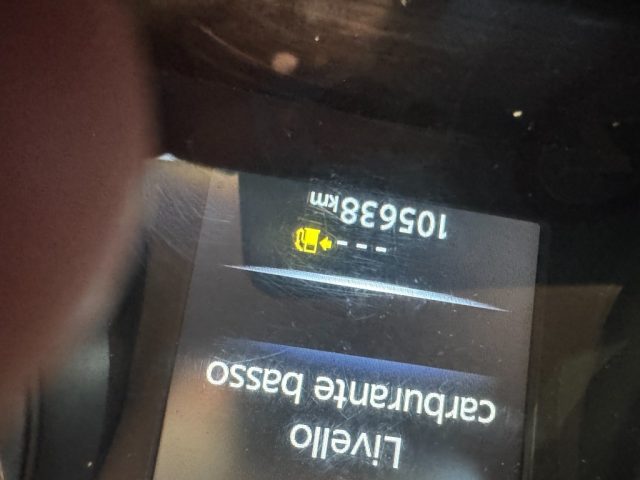 Livello
carburante basso
---
105638km